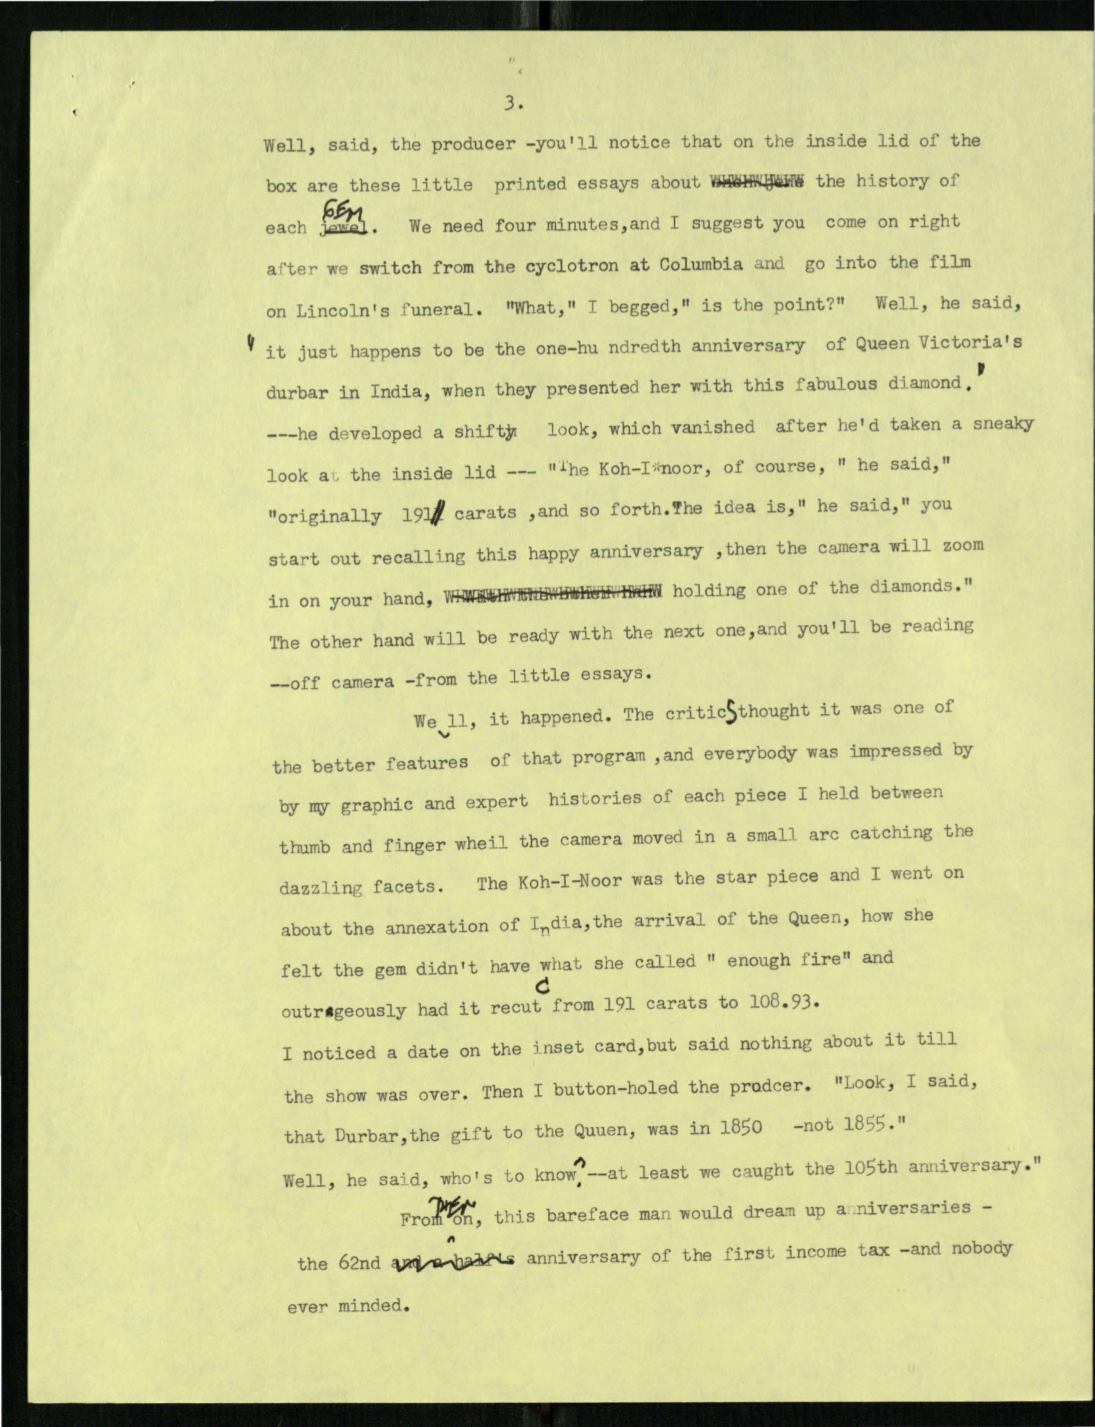 3.
Well, said, the producer -you'll notice that on the inside lid of the
box are these little printed essays about the history of
each GEM jewel. We need four minutes,and I suggest you come on right
after we switch from the cyclotron at Columbia and go into the film
on Lincoln's funeral. "What," I begged," is the point?" Well, he said,
" it just happens to be the one-hu ndredth anniversary of Queen Victoria's
durbar in India, when they presented her with this fabulous diamond."
---he developed a shifty look, which vanished after he'd taken a sneaky
look at the inside lid --- "The Koh-I*noor, of course, " he said,"
"originally 191 carats ,and so forth.The idea is," he said," you
start out recalling this happy anniversary ,then the camera will zoom
in on your hand, holding one of the diamonds."
The other hand will be ready with the next one,and you'll be reading
--off camera -from the little essays.
We ll, it happened. The criticSthought it was one of
the better features of that program ,and everybody was impressed by
by my graphic and expert histories of each piece I held between
thumb and finger wheil the camera moved in a small arc catching the
dazzling facets. The Koh-I-Noor was the star piece and I went on
about the annexation of India,the arrival of the Queen, how she
felt the gem didn't have what she called " enough fire" and
outrageously had it recut from 191 carats to 108.93.
I noticed a date on the inset card,but said nothing about it till
the show was over. Then I button-holed the prodcer. "Look, I said,
that Durbar,the gift to the Quuen, was in 1850 -not 1855."
Well, he said, who's to know?--at least we caught the 105th anniversary."
From THEN on, this bareface man would dream up anniversaries -
the 62nd and a half's anniversary of the first income tax -and nobody
ever minded.